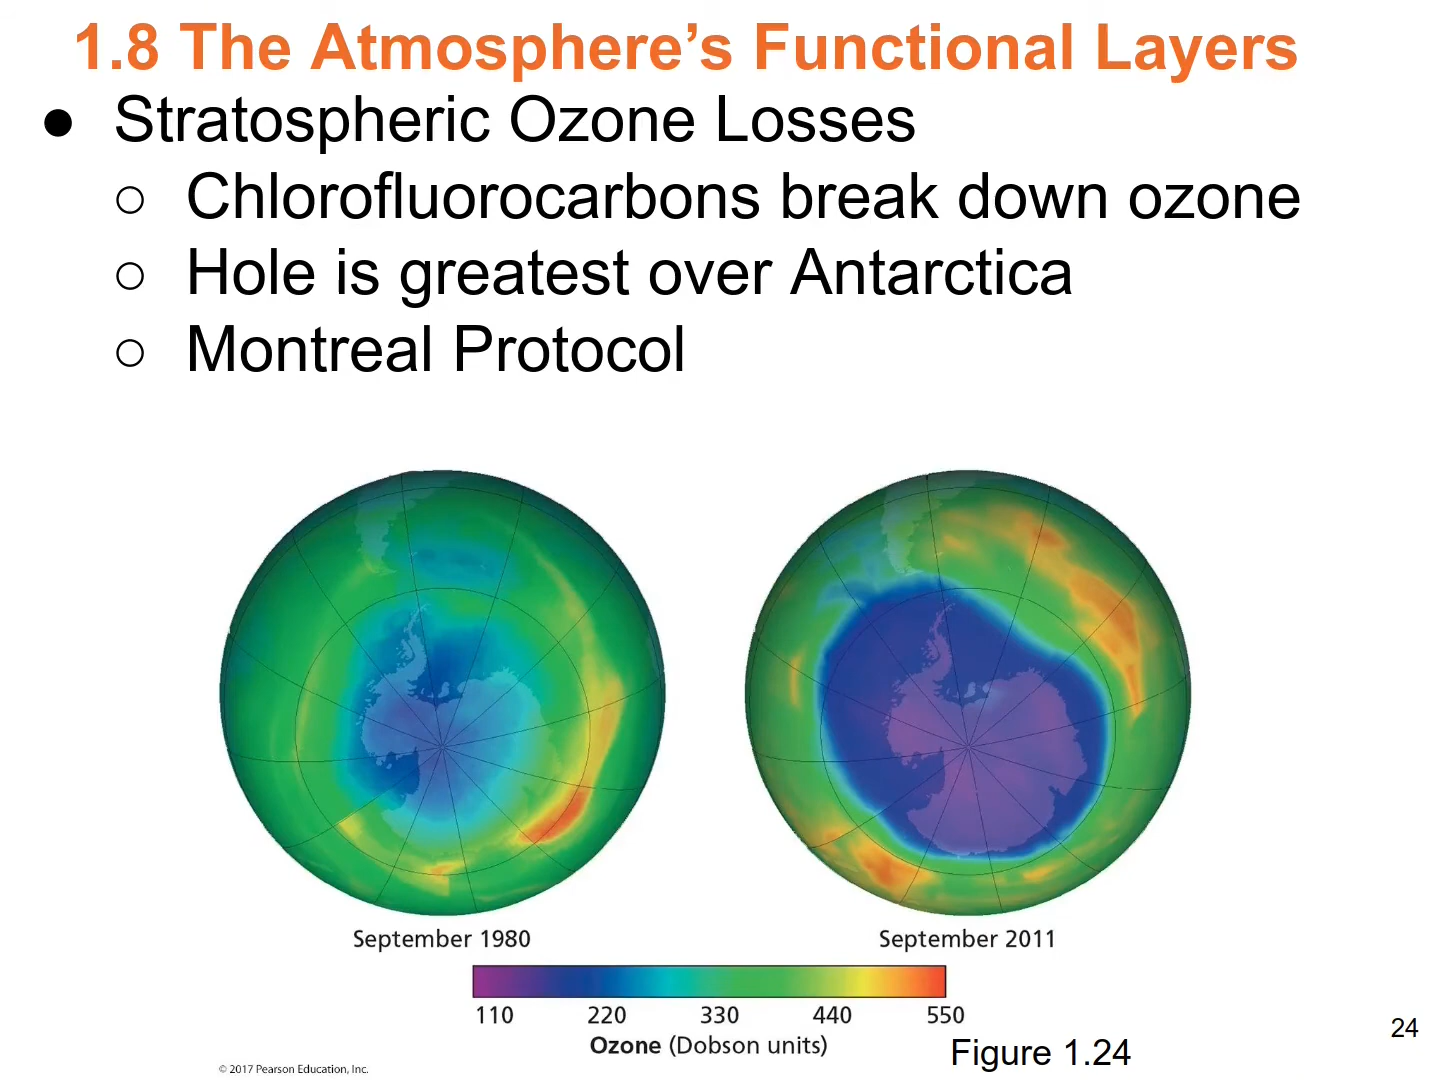 1.8 The Atmosphere’s Functional Layers
● Stratospheric Ozone Losses
○ Chlorofluorocarbons break down ozone
○ Hole is greatest over Antarctica
○ Montreal Protocol
September 1980
September 2011
110 220 330 440 550
Ozone (Dobson units)
Figure 1.24
24
© 2017 Pearson Education, Inc.